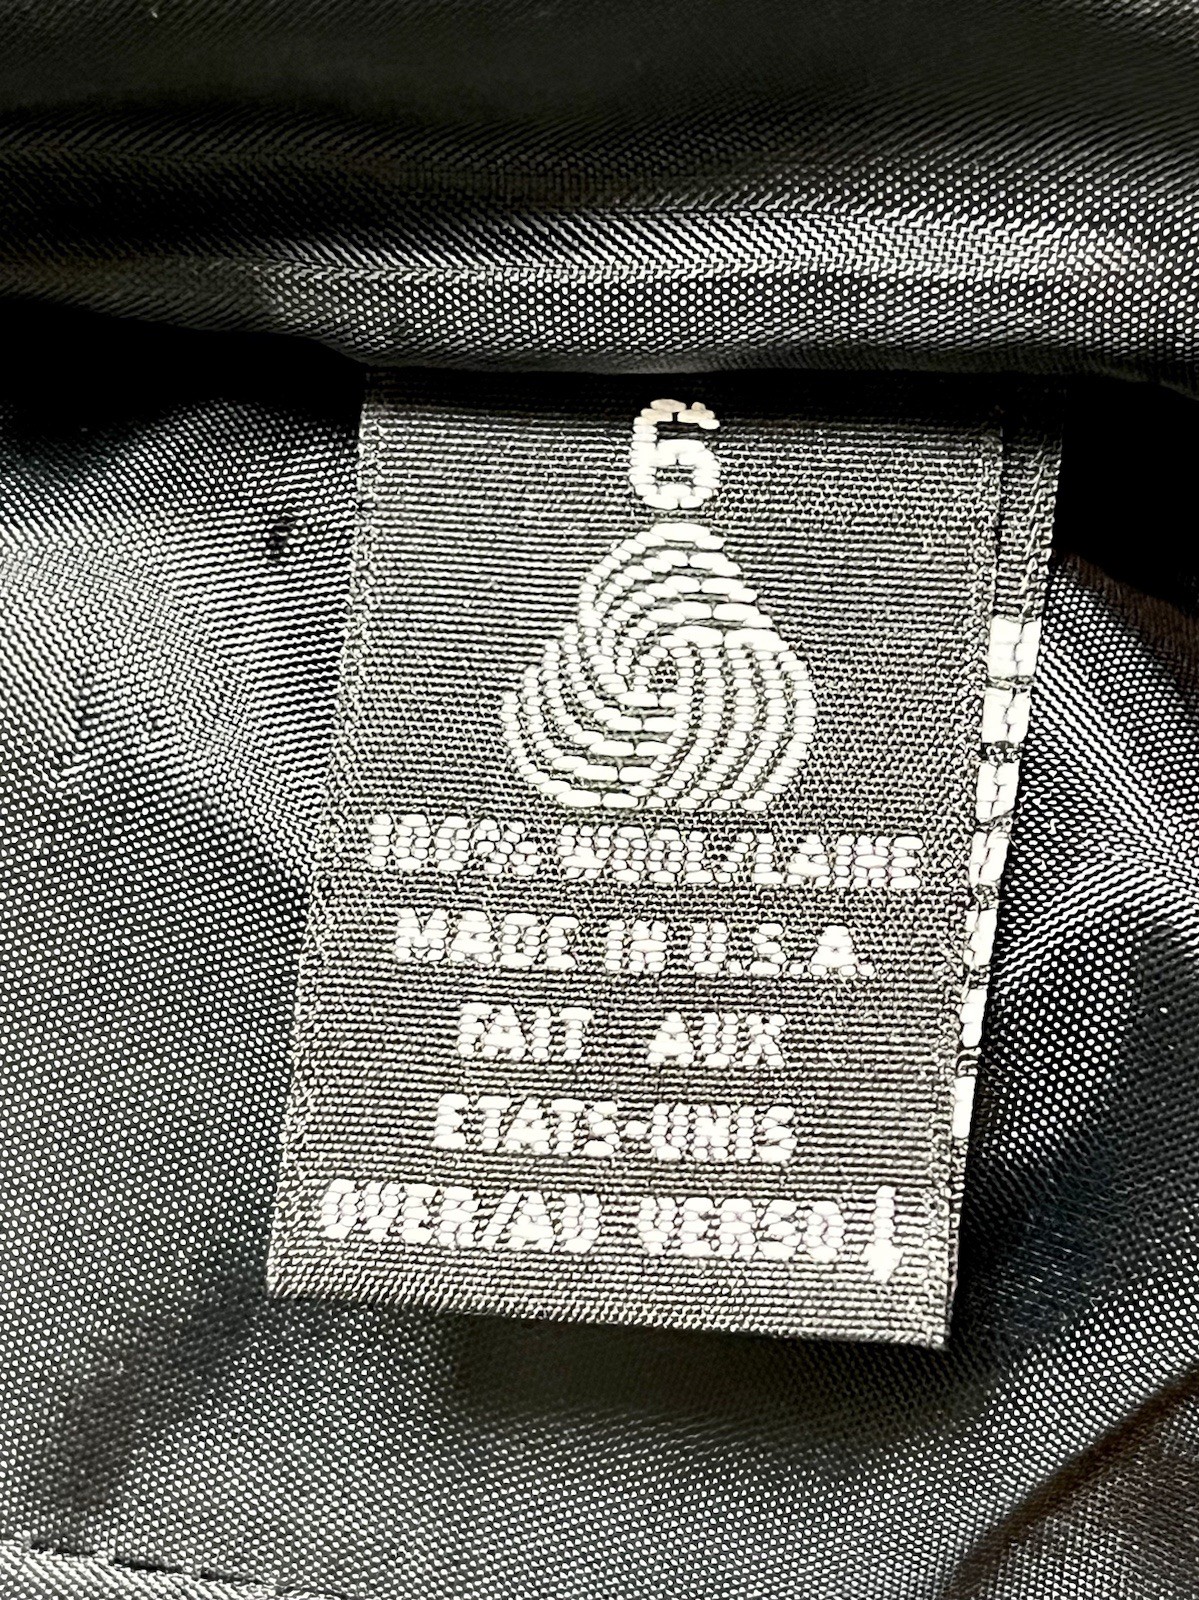 6
100% WOOL/LAINE
MADE IN U.S.A.
FAIT AUX
ETATS-UNIS
OVER/AU VERSO ↓